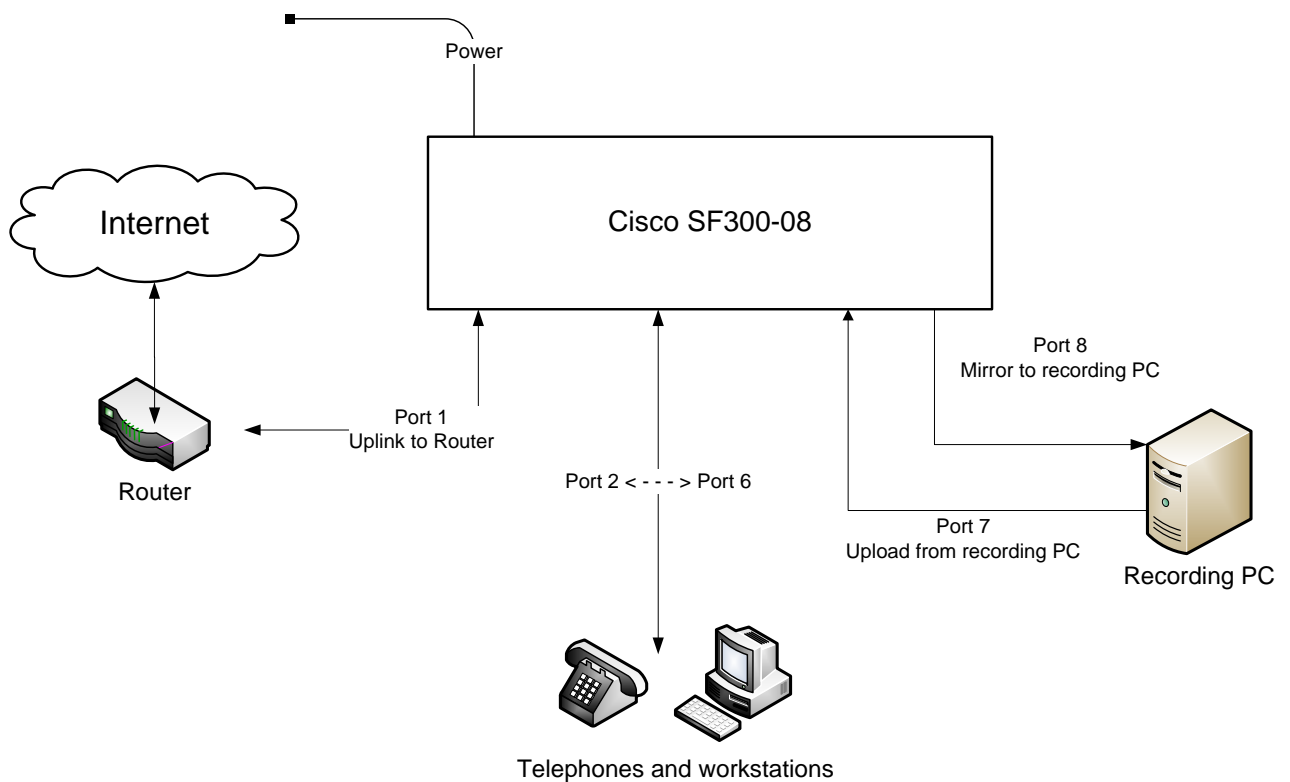 Power
Internet
Cisco SF300-08
Port 8
Mirror to recording PC
Port 1
Uplink to Router
Router
Port 2 < - - - > Port 6
Port 7
Upload from recording PC
Recording PC
Telephones and workstations